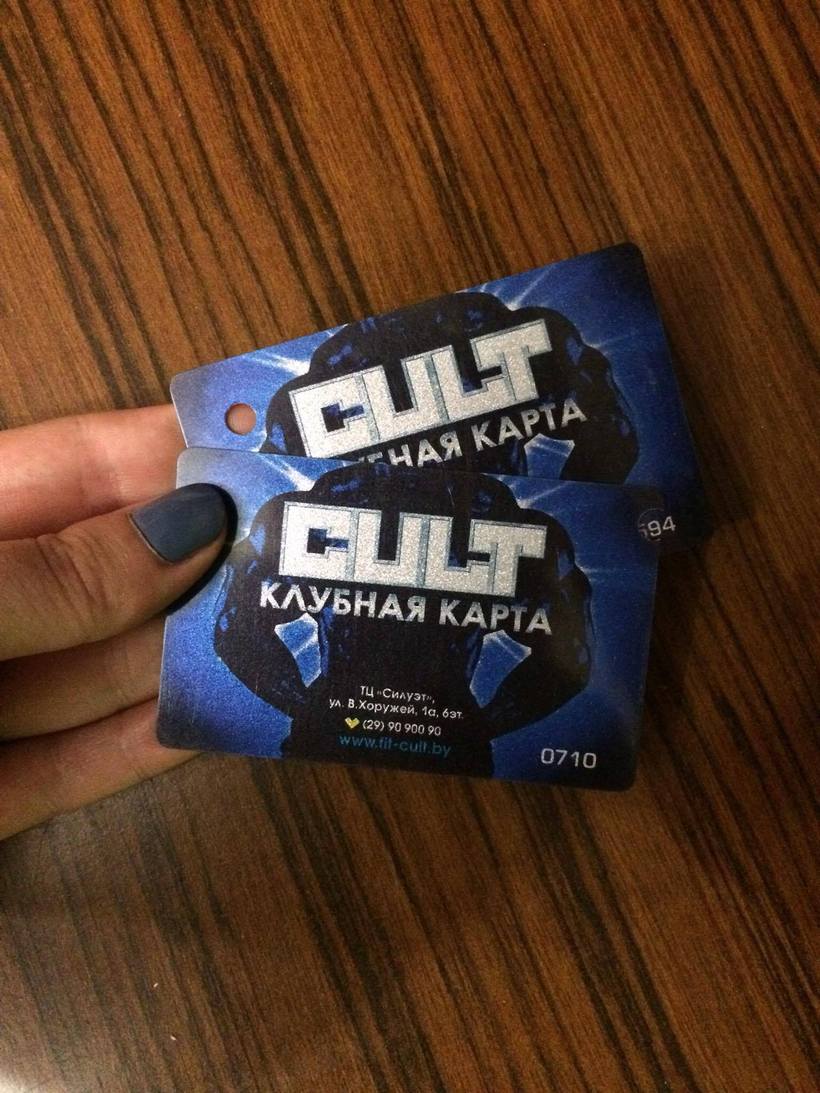 CULT
КАРТА
594
CULT
КЛУБНАЯ КАРТА
ТЦ «Силуэт»,
ул. В.Хоружей, 1а, 6эт.
(29) 90 900 90
www.fit-cult.by
0710